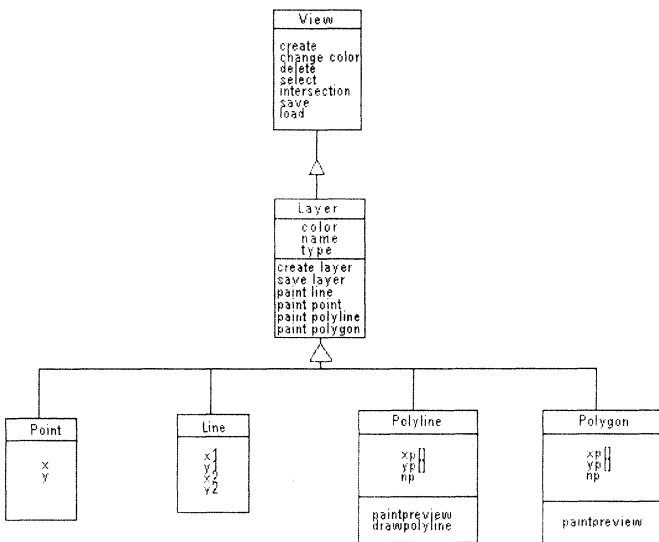 View
create
change color
delete
select
intersection
save
load
Layer
color
name
type
create layer
save layer
paint line
paint point
paint polyline
paint polygon
Point
x
y
Line
x1
y1
x2
y2
Polyline
xp[]
yp[]
np
paintpreview
drawpolyline
Polygon
xp[]
yp[]
np
paintpreview